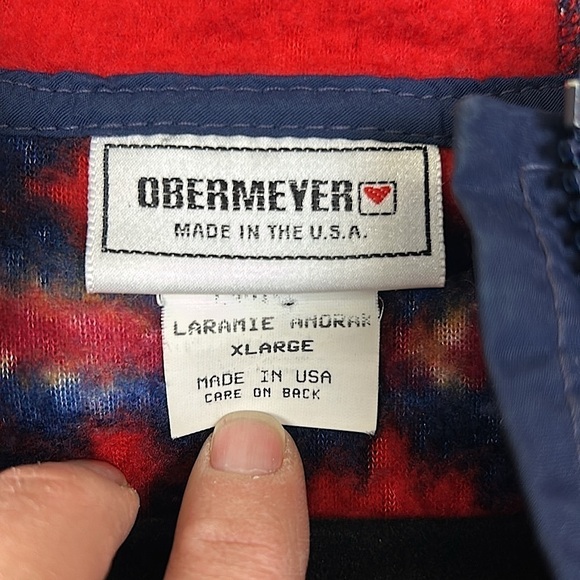 OBERMEYER
MADE IN THE U.S.A.
LARAMIE ANORAK
XLARGE
MADE IN USA
CARE ON BACK